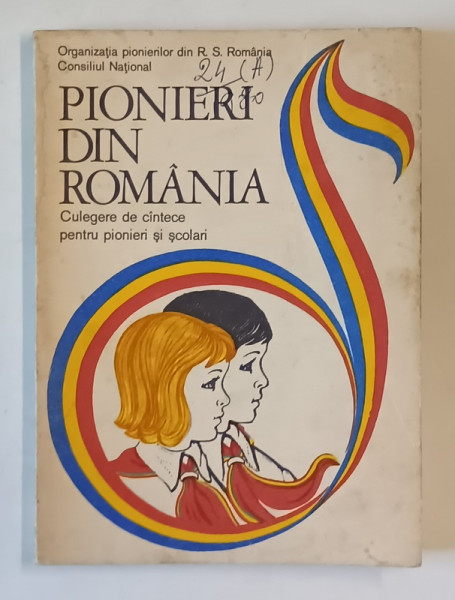 Organizația pionierilor din R. S. România
Consiliul Național
24 (A)
PIONIERI
DIN
ROMÂNIA
Culegere de cîntece
pentru pionieri și școlari